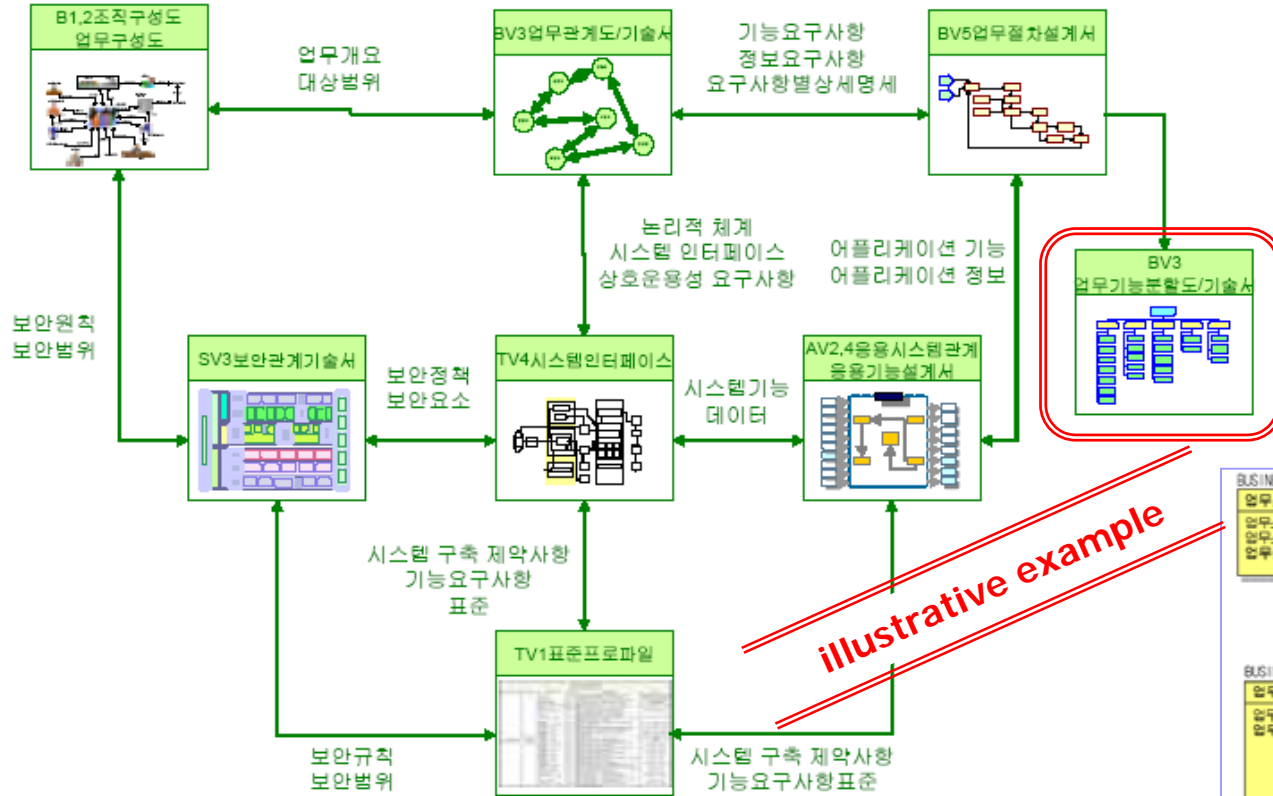 B1,2조직구성도
업무구성도
업무개요
대상범위
BV3업무관계도/기술서
기능요구사항
정보요구사항
요구사항별상세명세
BV5업무절차설계서
논리적 체계
시스템 인터페이스
상호운용성 요구사항
어플리케이션 기능
어플리케이션 정보
BV3
업무기능분할도/기술서
보안원칙
보안범위
SV3보안관계기술서
보안정책
보안요소
TV4시스템인터페이스
시스템기능
데이터
AV2,4응용시스템관계
응용기능설계서
illustrative example
BUSIN
업무
시스템 구축 제약사항
기능요구사항
표준
TV1표준프로파일
BUSI
보안규칙
보안범위
시스템 구축 제약사항
기능요구사항표준